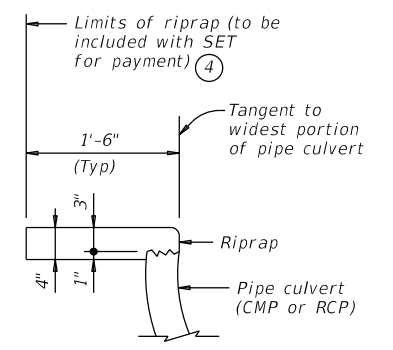 Limits of riprap (to be
included with SET
for payment) 4
Tangent to
widest portion
of pipe culvert
1'-6"
(Typ)
3"
Riprap
4"
1"
Pipe culvert
(CMP or RCP)